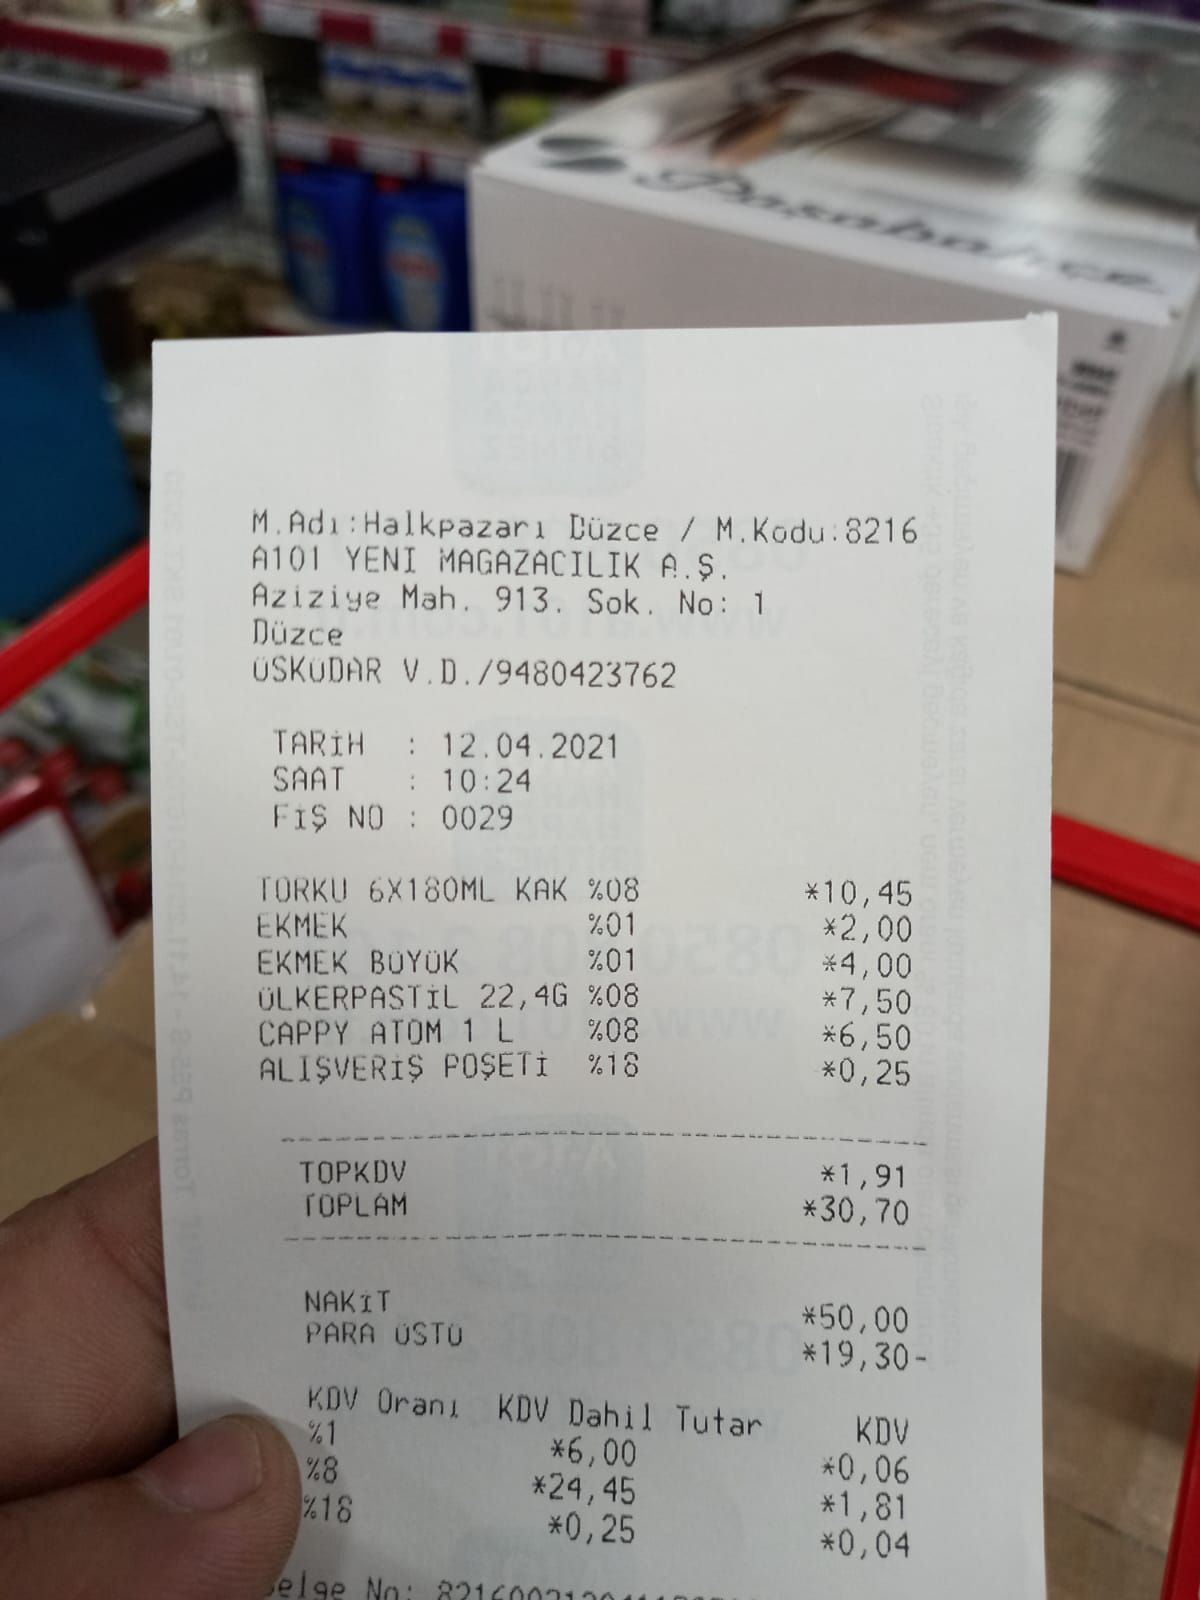 Paşabahçe
M.Adı:Halkpazarı Düzce / M.Kodu:8216
A101 YENI MAGAZACILIK A.Ş.
Aziziye Mah. 913. Sok. No: 1
Düzce
ÜSKÜDAR V.D./9480423762
TARİH : 12.04.2021
SAAT : 10:24
FİŞ NO : 0029
TORKU 6X180ML KAK %08 *10,45
EKMEK %01 *2,00
EKMEK BÜYÜK %01 *4,00
ÜLKERPASTİL 22,4G %08 *7,50
CAPPY ATOM 1 L %08 *6,50
ALIŞVERİŞ POŞETİ %18 *0,25
TOPKDV *1,91
TOPLAM *30,70
NAKİT *50,00
PARA ÜSTÜ *19,30-
KDV Oranı KDV Dahil Tutar KDV
%1 *6,00 *0,06
%8 *24,45 *1,81
%18 *0,25 *0,04
No: